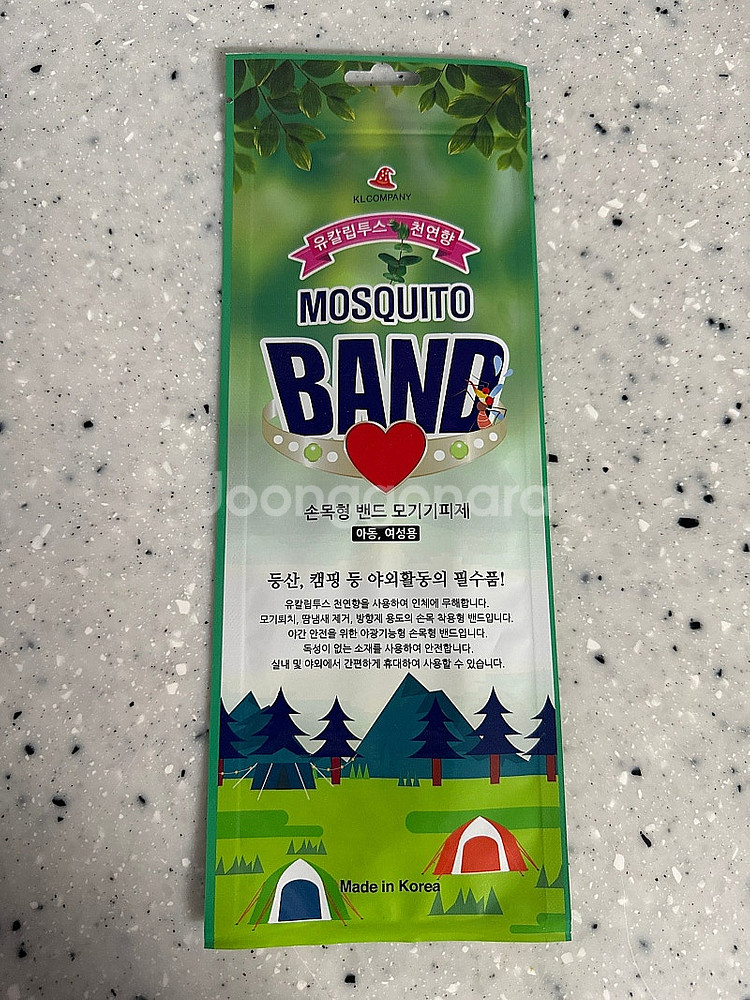 KLCOMPANY
유칼립투스 천연향
MOSQUITO
BAND
Joonggonara
손목형 밴드 모기기피제
아동, 여성용
등산, 캠핑 등 야외활동의 필수품!
유칼립투스 천연향을 사용하여 인체에 무해합니다.
모기퇴치, 땀냄새 제거, 방향제 용도의 손목 착용형 밴드입니다.
야간 안전을 위한 야광기능형 손목형 밴드입니다.
독성이 없는 소재를 사용하여 안전합니다.
실내 및 야외에서 간편하게 휴대하여 사용할 수 있습니다.
Made in Korea